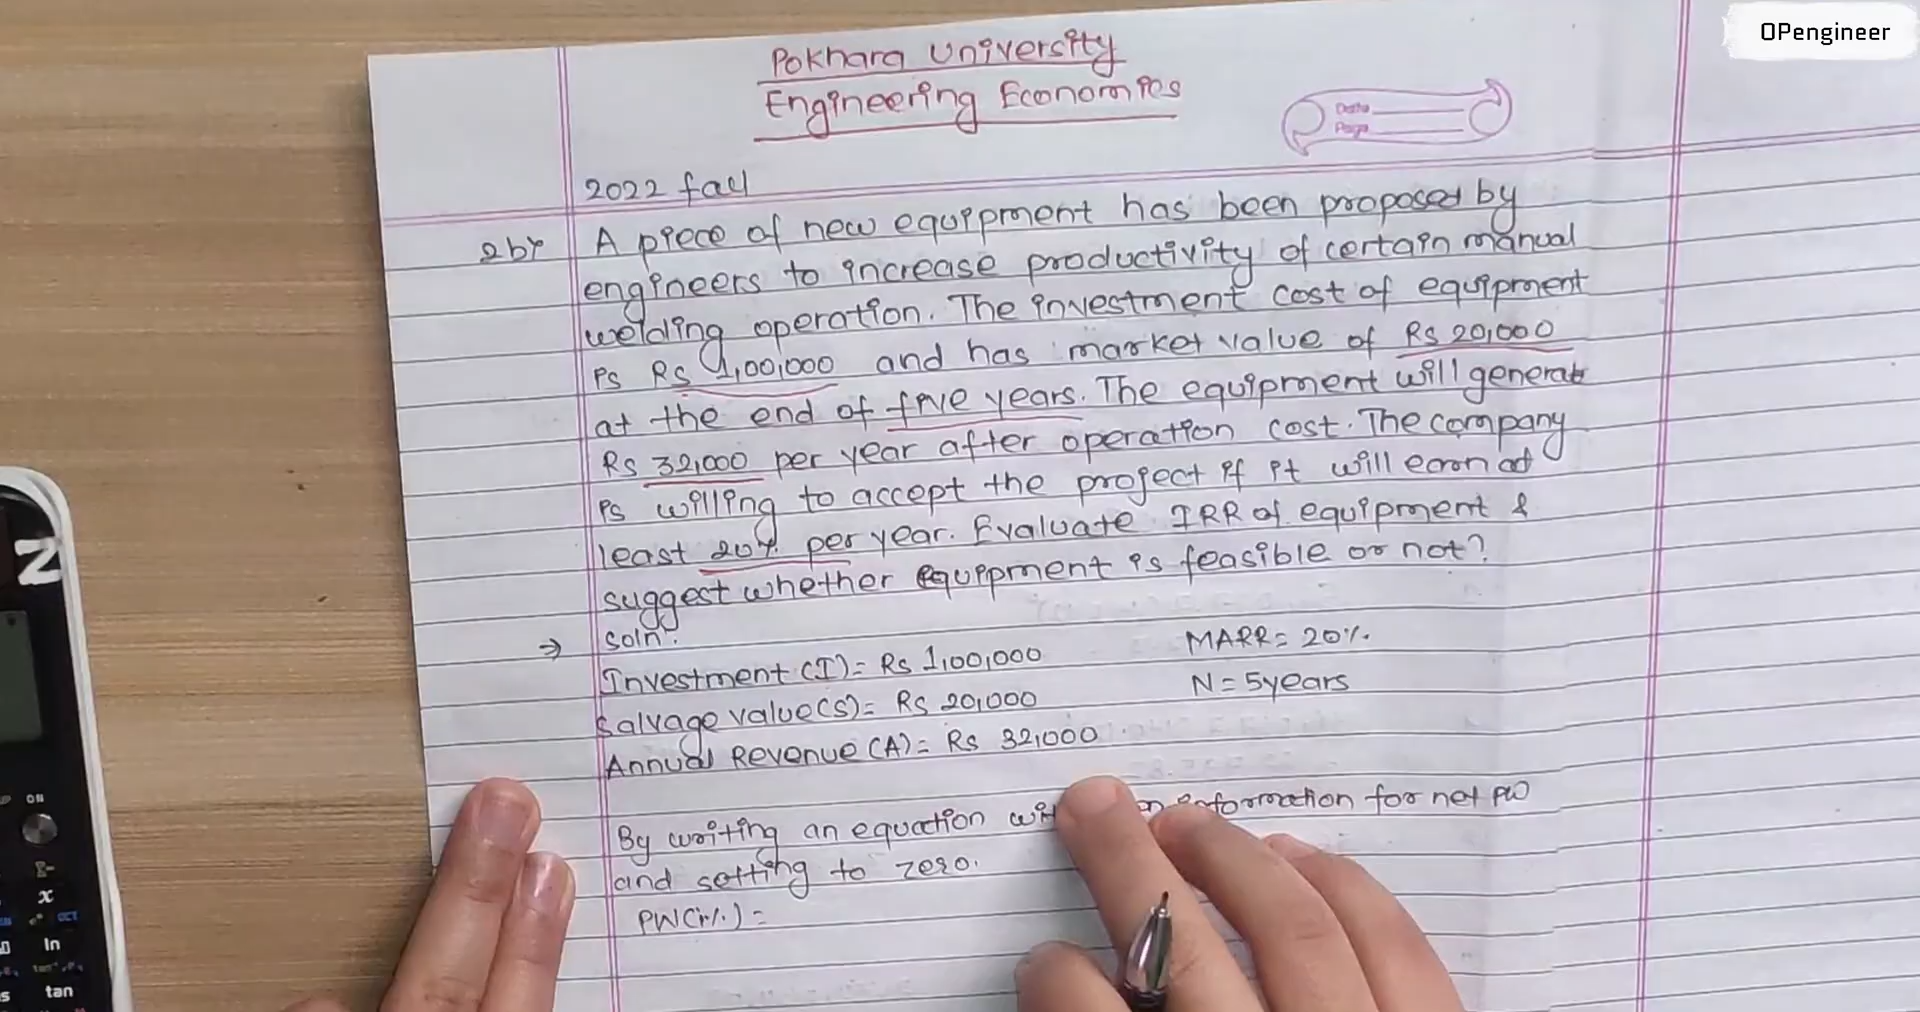 OPengineer
Pokhara University
Engineering Economics
Date
Page
2022 fall
2b) A piece of new equipment has been proposed by
engineers to increase productivity of certain manual
welding operation. The investment cost of equipment
is Rs 1,00,000 and has market value of Rs 20,000
at the end of five years. The equipment will generate
Rs 32,000 per year after operation cost. The company
is willing to accept the project if it will earn at
least 20% per year. Evaluate IRR of equipment &
suggest whether equipment is feasible or not?
→ Soln:
Investment (I) = Rs 1,00,000 MARR = 20%
Salvage value(s) = Rs 20,000 N = 5years
Annual Revenue (A) = Rs 32,000
By writing an equation information for net PW
and setting to zero.
PW(i%) =
N
ON
x
OCT
ln
tan